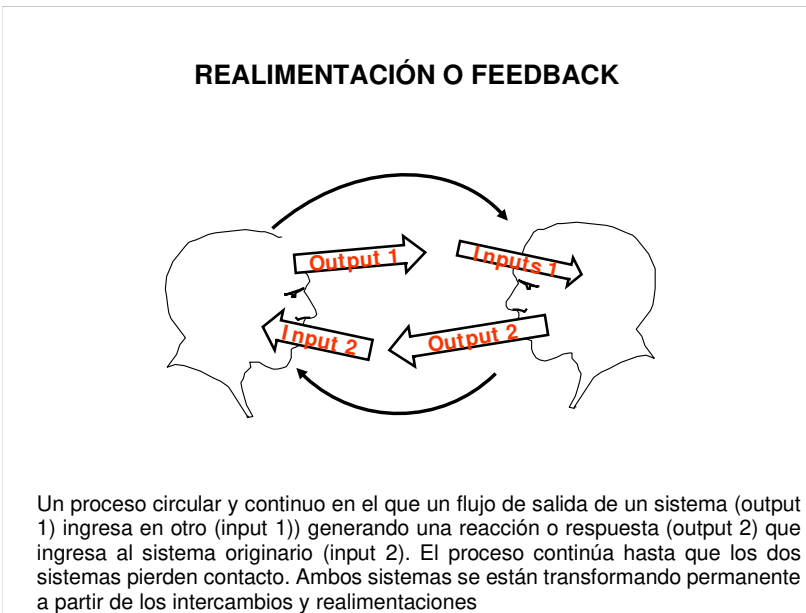 REALIMENTACIÓN O FEEDBACK
Output 1
Inputs 1
Input 2
Output 2
Un proceso circular y continuo en el que un flujo de salida de un sistema (output
1) ingresa en otro (input 1)) generando una reacción o respuesta (output 2) que
ingresa al sistema originario (input 2). El proceso continúa hasta que los dos
sistemas pierden contacto. Ambos sistemas se están transformando permanente
a partir de los intercambios y realimentaciones